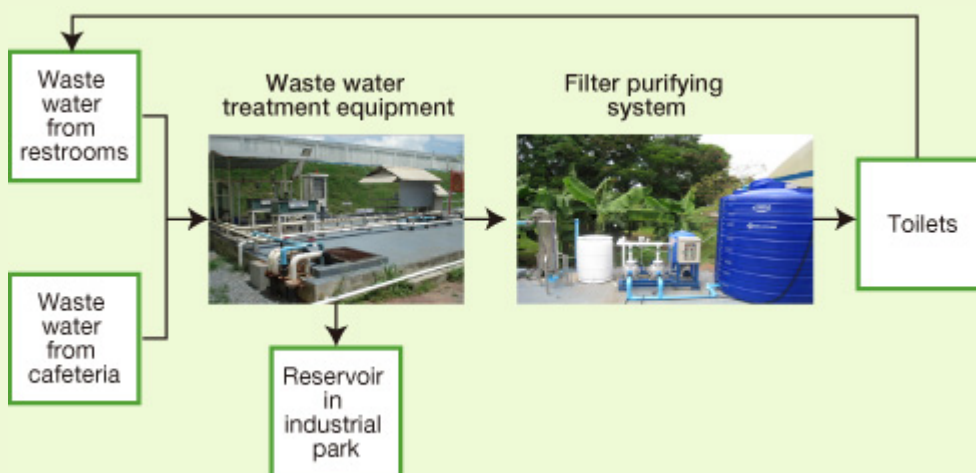 Waste
water
from
restrooms
Waste water
treatment equipment
Filter purifying
system
Toilets
Waste
water
from
cafeteria
Reservoir
in
industrial
park